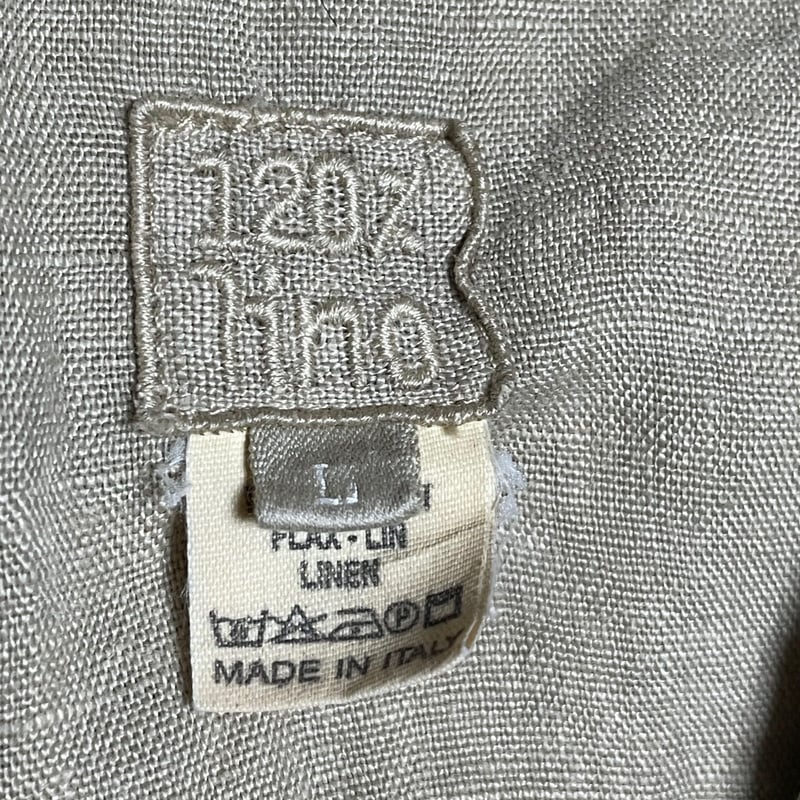 120%
lino
L
FLAX • LIN
LINEN
P
MADE IN ITALY